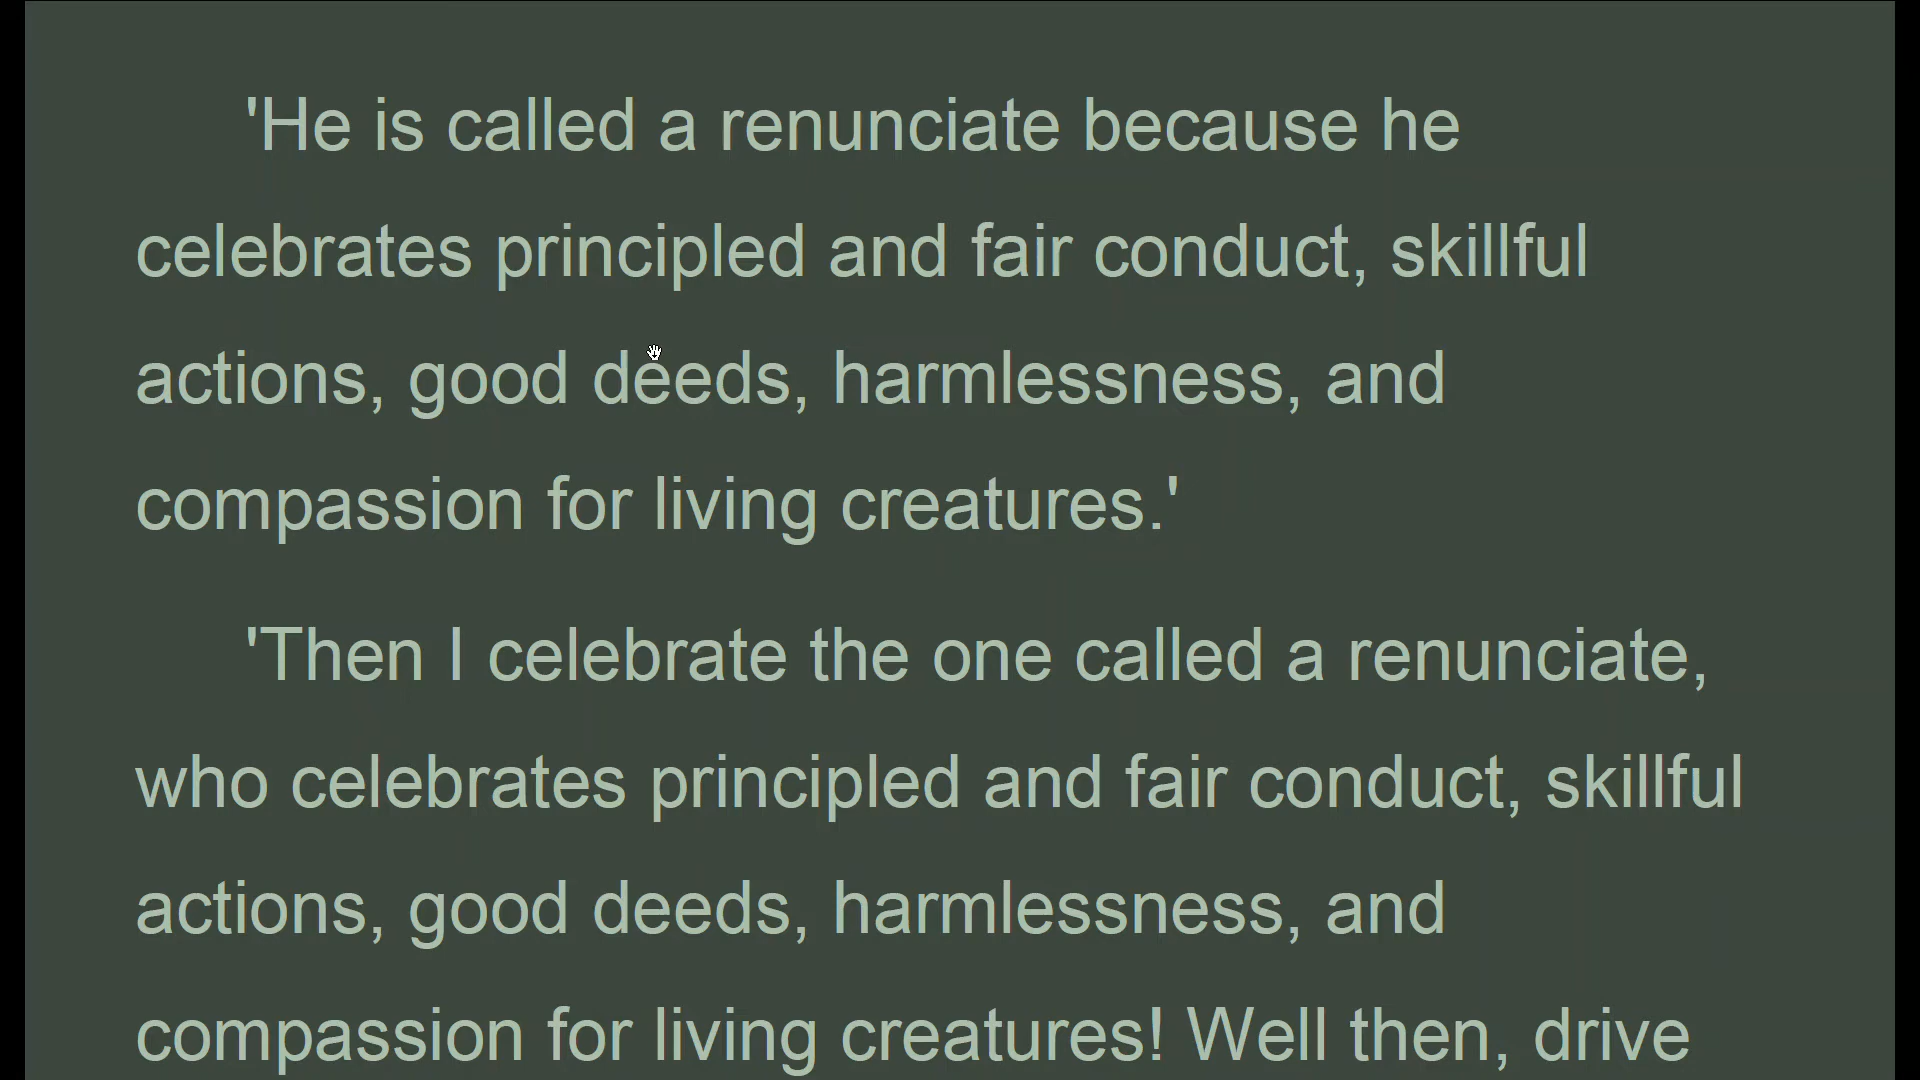 'He is called a renunciate because he
celebrates principled and fair conduct, skillful
actions, good deeds, harmlessness, and
compassion for living creatures.'
'Then I celebrate the one called a renunciate,
who celebrates principled and fair conduct, skillful
actions, good deeds, harmlessness, and
compassion for living creatures! Well then, drive